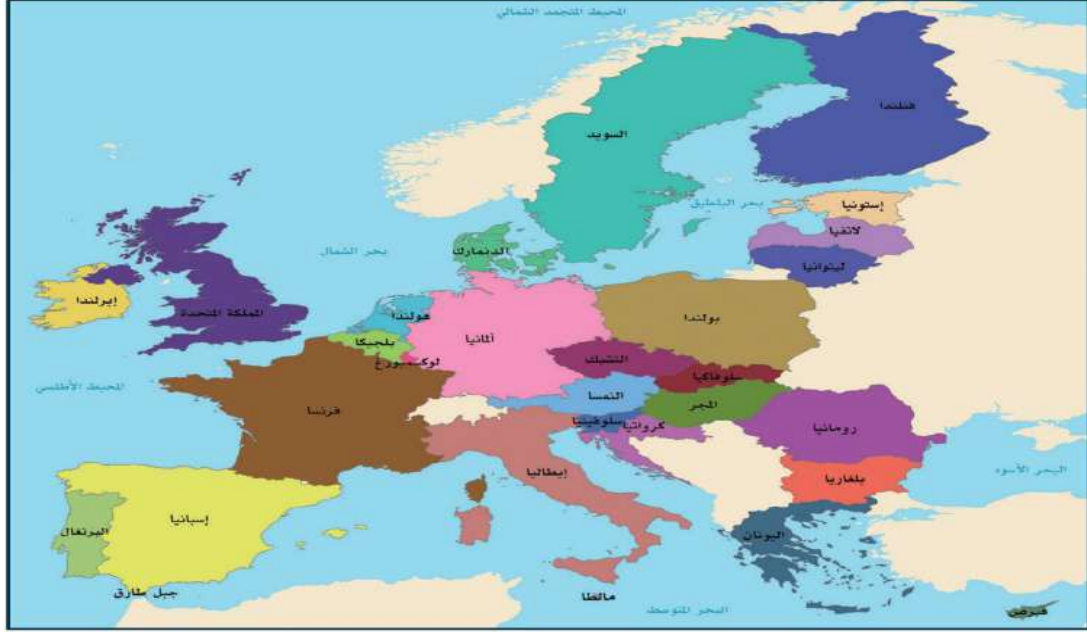 المحيط المتجمد الشمالي
فنلندا
السويد
إستونيا
بحر البلطيق
لاتفيا
الدنمارك
بحر الشمال
ليتوانيا
إيرلندا
المملكة المتحدة
هولندا
بولندا
ألمانيا
بلجيكا
لوكسمبورغ
التشيك
سلوفاكيا
المحيط الأطلسي
النمسا
المجر
فرنسا
سلوفينيا
كرواتيا
رومانيا
إيطاليا
بلغاريا
البحر الأسود
إسبانيا
البرتغال
اليونان
جبل طارق
مالطا
البحر المتوسط
قبرص